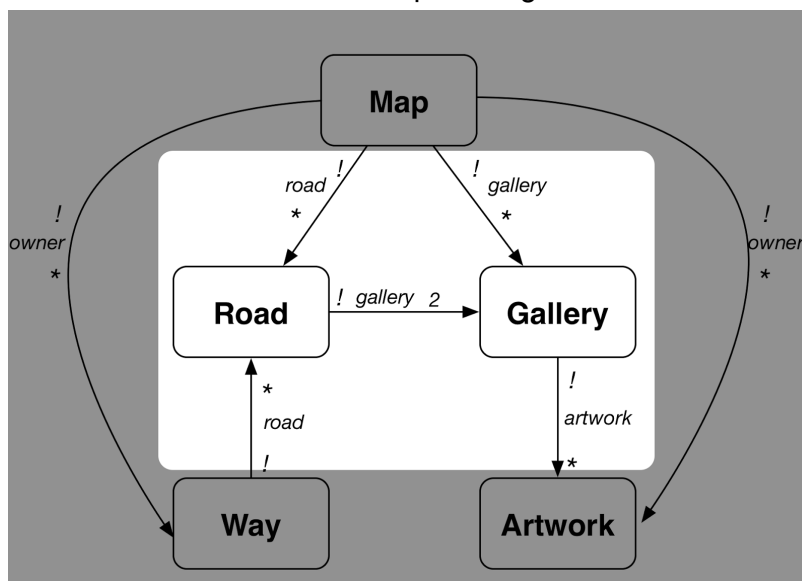 Map
road !
*
! gallery
*
!
owner
*
!
owner
*
Road
! gallery 2
Gallery
*
road
!
!
artwork
*
Way
Artwork